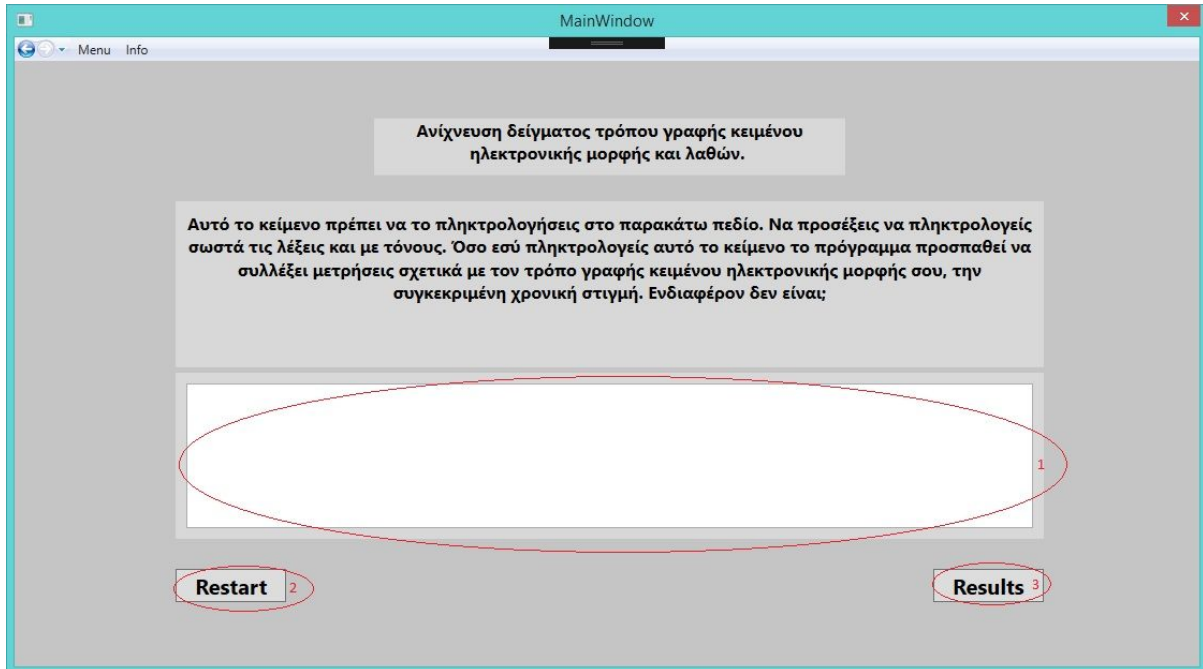 MainWindow
Menu Info
Ανίχνευση δείγματος τρόπου γραφής κειμένου
ηλεκτρονικής μορφής και λαθών.
Αυτό το κείμενο πρέπει να το πληκτρολογήσεις στο παρακάτω πεδίο. Να προσέξεις να πληκτρολογείς
σωστά τις λέξεις και με τόνους. Όσο εσύ πληκτρολογείς αυτό το κείμενο το πρόγραμμα προσπαθεί να
συλλέξει μετρήσεις σχετικά με τον τρόπο γραφής κειμένου ηλεκτρονικής μορφής σου, την
συγκεκριμένη χρονική στιγμή. Ενδιαφέρον δεν είναι;
1
Restart 2
Results 3